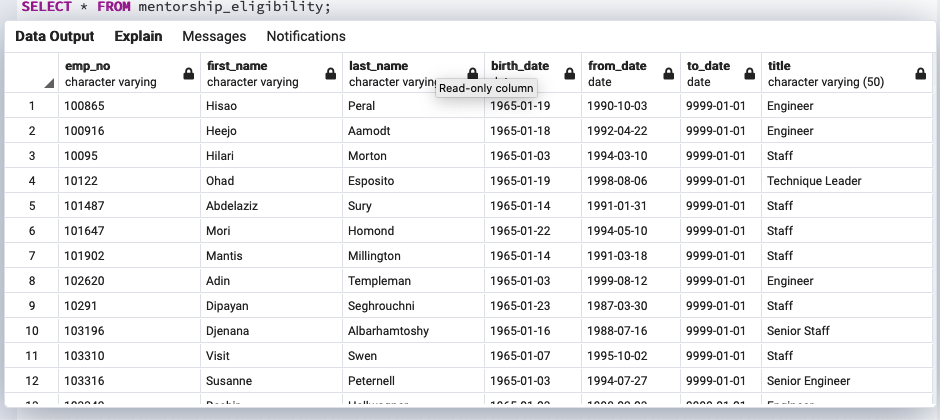 SELECT * FROM mentorship_eligibility;
Data Output Explain Messages Notifications
emp_no first_name last_name birth_date from_date to_date title
character varying character varying character varying date date character varying (50)
Read-only column
1 100865 Hisao Peral 1965-01-19 1990-10-03 9999-01-01 Engineer
2 100916 Heejo Aamodt 1965-01-18 1992-04-22 9999-01-01 Engineer
3 10095 Hilari Morton 1965-01-03 1994-03-10 9999-01-01 Staff
4 10122 Ohad Esposito 1965-01-19 1998-08-06 9999-01-01 Technique Leader
5 101487 Abdelaziz Sury 1965-01-14 1991-01-31 9999-01-01 Staff
6 101647 Mori Homond 1965-01-22 1994-05-10 9999-01-01 Staff
7 101902 Mantis Millington 1965-01-14 1991-03-18 9999-01-01 Staff
8 102620 Adin Templeman 1965-01-03 1999-08-12 9999-01-01 Engineer
9 10291 Dipayan Seghrouchni 1965-01-23 1987-03-30 9999-01-01 Staff
10 103196 Djenana Albarhamtoshy 1965-01-16 1988-07-16 9999-01-01 Senior Staff
11 103310 Visit Swen 1965-01-07 1995-10-02 9999-01-01 Staff
12 103316 Susanne Peternell 1965-01-03 1994-07-27 9999-01-01 Senior Engineer